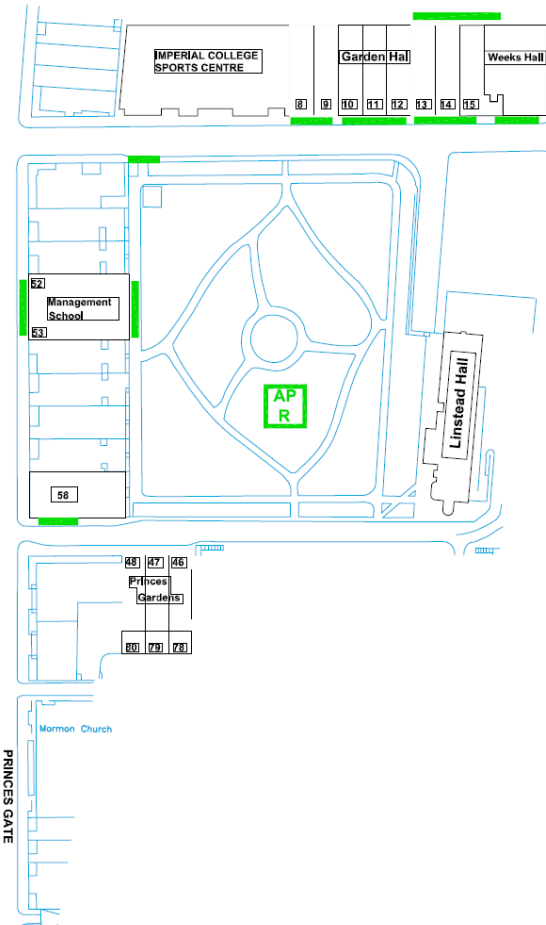 IMPERIAL COLLEGE
SPORTS CENTRE
Garden Hal
Weeks Hall
8
9
10
11
12
13
14
15
52
Management
School
53
AP
R
Linstead Hall
58
48
47
46
Princes
Gardens
80
79
78
Mormon Church
PRINCES GATE